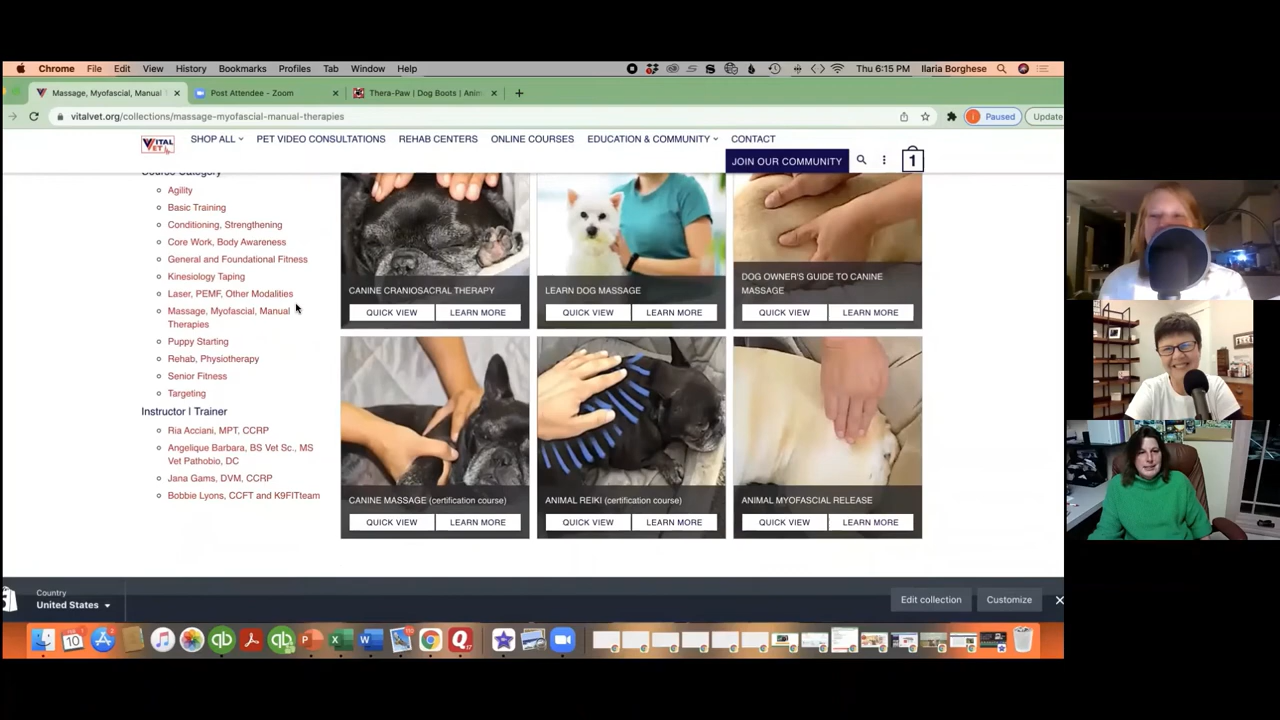 Chrome File Edit View History Bookmarks Profiles Tab Window Help
Thu 6:15 PM Ilaria Borghese
Massage, Myofascial, Manual
Post Attendee - Zoom
Thera-Paw | Dog Boots | Anim
vitalvet.org/collections/massage-myofascial-manual-therapies
Paused
Update
VITAL VET
SHOP ALL PET VIDEO CONSULTATIONS REHAB CENTERS ONLINE COURSES EDUCATION & COMMUNITY CONTACT
JOIN OUR COMMUNITY
1
Course Category
Agility
Basic Training
Conditioning, Strengthening
Core Work, Body Awareness
General and Foundational Fitness
Kinesiology Taping
Laser, PEMF, Other Modalities
Massage, Myofascial, Manual
Therapies
Puppy Starting
Rehab, Physiotherapy
Senior Fitness
Targeting
Instructor | Trainer
Ria Acciani, MPT, CCRP
Angelique Barbara, BS Vet Sc., MS
Vet Pathobio, DC
Jana Gams, DVM, CCRP
Bobbie Lyons, CCFT and K9FITteam
CANINE CRANIOSACRAL THERAPY
QUICK VIEW LEARN MORE
LEARN DOG MASSAGE
QUICK VIEW LEARN MORE
DOG OWNER'S GUIDE TO CANINE
MASSAGE
QUICK VIEW LEARN MORE
CANINE MASSAGE (certification course)
QUICK VIEW LEARN MORE
ANIMAL REIKI (certification course)
QUICK VIEW LEARN MORE
ANIMAL MYOFASCIAL RELEASE
QUICK VIEW LEARN MORE
Country
United States
Edit collection
Customize